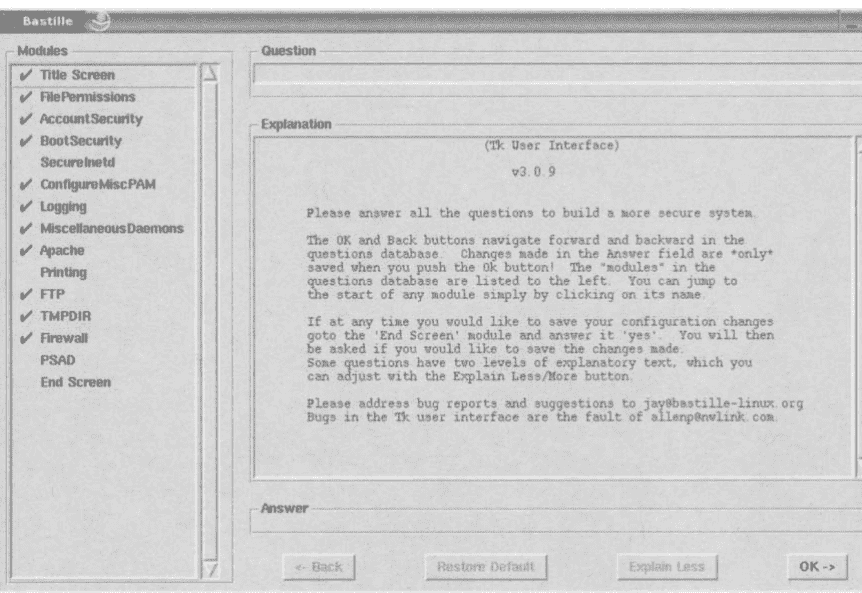 Bastille
Modules
✔ Title Screen
✔ FilePermissions
✔ AccountSecurity
✔ BootSecurity
SecureInetd
✔ ConfigureMiscPAM
✔ Logging
✔ MiscellaneousDaemons
✔ Apache
Printing
✔ FTP
✔ TMPDIR
✔ Firewall
PSAD
End Screen
Question
Explanation
(Tk User Interface)
v3.0.9
Please answer all the questions to build a more secure system.
The OK and Back buttons navigate forward and backward in the
questions database. Changes made in the Answer field are *only*
saved when you push the Ok button! The "modules" in the
questions database are listed to the left. You can jump to
the start of any module simply by clicking on its name.
If at any time you would like to save your configuration changes
goto the 'End Screen' module and answer it 'yes'. You will then
be asked if you would like to save the changes made.
Some questions have two levels of explanatory text, which you
can adjust with the Explain Less/More button.
Please address bug reports and suggestions to jay@bastille-linux.org
Bugs in the Tk user interface are the fault of allenp@nwlink.com.
Answer
<- Back
Restore Default
Explain Less
OK ->